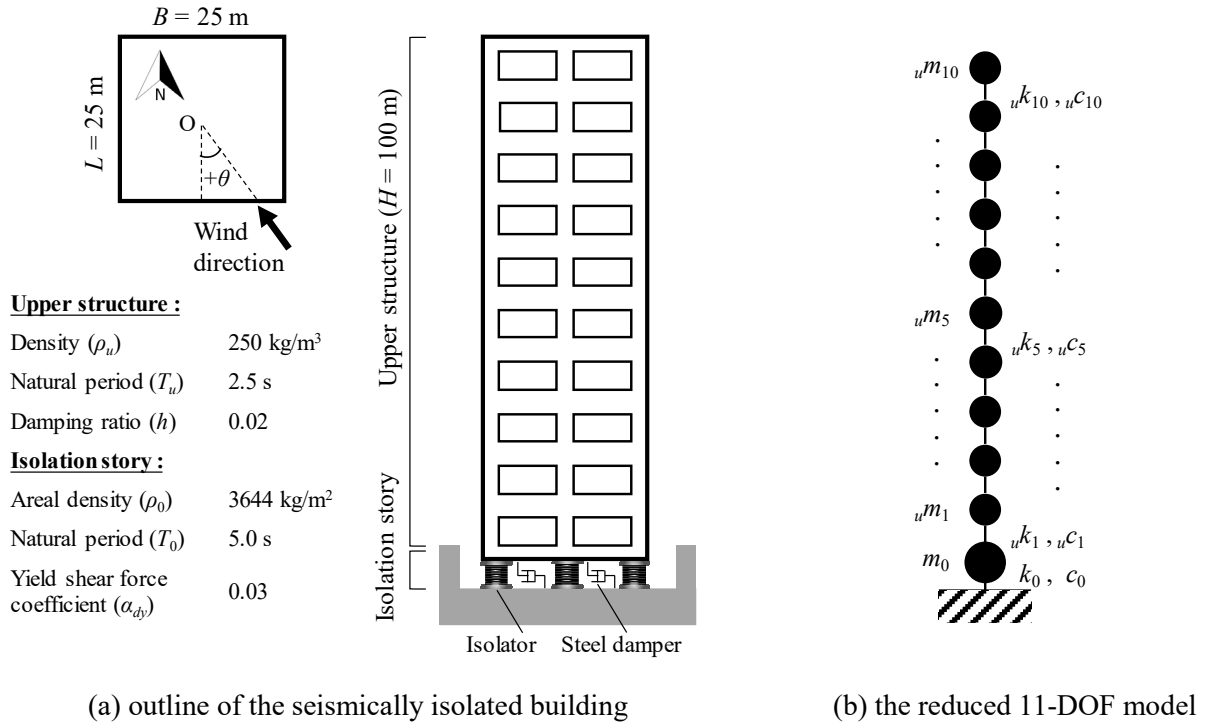 B = 25 m
L = 25 m
N
O
+θ
Wind
direction
Upper structure :
Density (ρu) 250 kg/m³
Natural period (Tu) 2.5 s
Damping ratio (h) 0.02
Isolation story :
Areal density (ρ0) 3644 kg/m²
Natural period (T0) 5.0 s
Yield shear force
coefficient (αdy) 0.03
Upper structure (H = 100 m)
Isolation story
Isolator
Steel damper
um10
uk10 , uc10
um5
uk5 , uc5
um1
uk1 , uc1
m0
k0 , c0
(a) outline of the seismically isolated building
(b) the reduced 11-DOF model